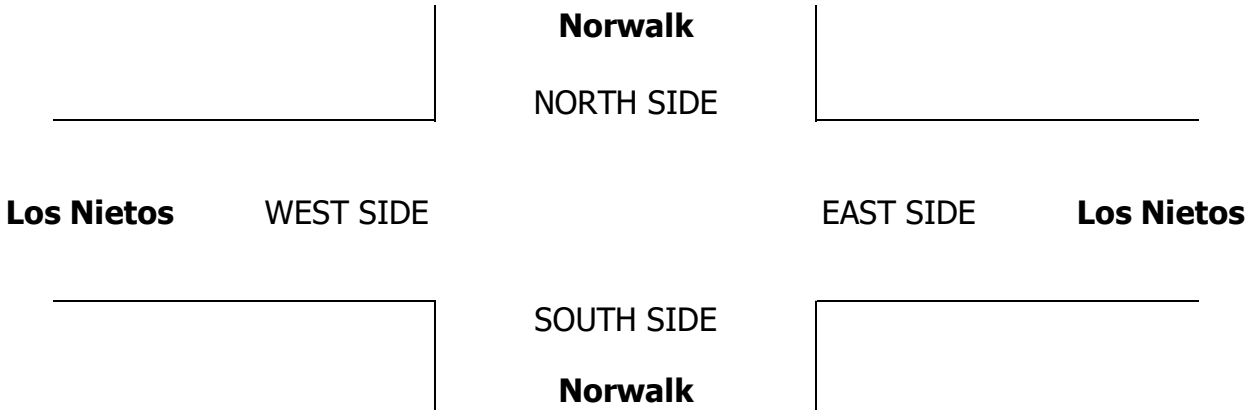 Norwalk
NORTH SIDE
Los Nietos WEST SIDE EAST SIDE Los Nietos
SOUTH SIDE
Norwalk